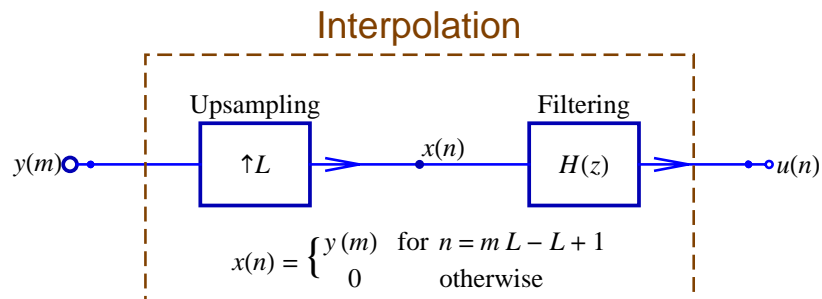 Interpolation
Upsampling Filtering
y(m) ↑L x(n) H(z) u(n)
x(n) = { y (m) for n = m L − L + 1
0 otherwise